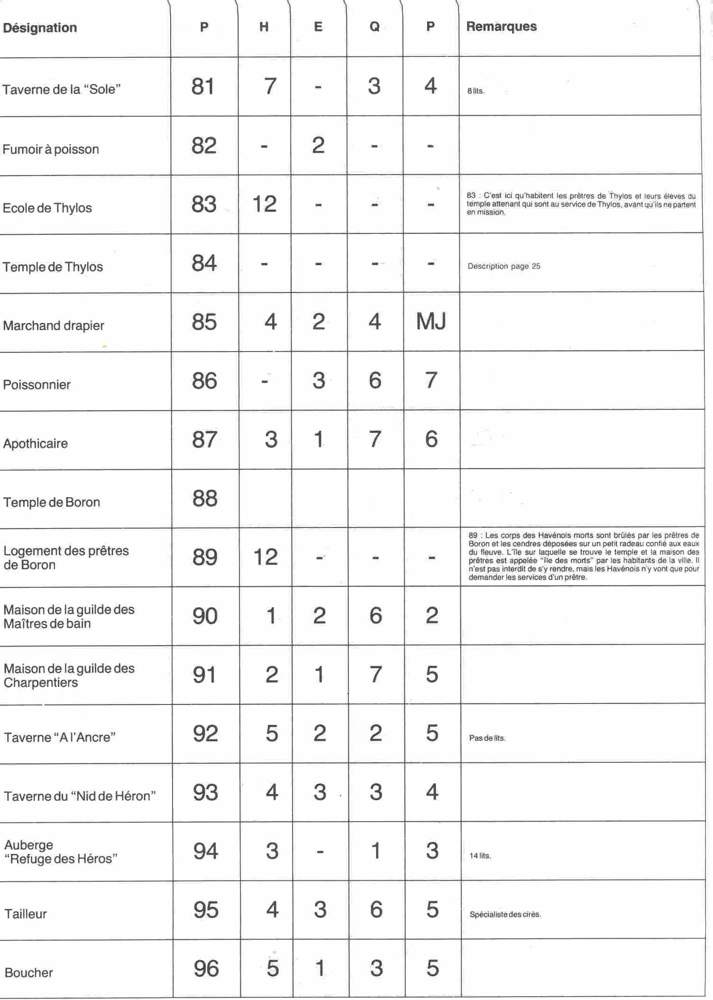 Désignation P H E Q P Remarques
Taverne de la “Sole” 81 7 - 3 4 8 lits.
Fumoir à poisson 82 - 2 - -
Ecole de Thylos 83 12 - - - 83 : C'est ici qu'habitent les prêtres de Thylos et leurs élèves du
temple attenant qui sont au service de Thylos, avant qu'ils ne partent
en mission.
Temple de Thylos 84 - - - - Description page 25
Marchand drapier 85 4 2 4 MJ
Poissonnier 86 - 3 6 7
Apothicaire 87 3 1 7 6
Temple de Boron 88
Logement des prêtres
de Boron 89 12 - - -
89 : Les corps des Havénois morts sont brûlés par les prêtres de
Boron et les cendres déposées sur un petit radeau confié aux eaux
du fleuve. L'île sur laquelle se trouve le temple et la maison des
prêtres est appelée “île des morts” par les habitants de la ville. Il
n'est pas interdit de s'y rendre, mais les Havénois n'y vont que pour
demander les services d'un prêtre.
Maison de la guilde des
Maîtres de bain 90 1 2 6 2
Maison de la guilde des
Charpentiers 91 2 1 7 5
Taverne “A l'Ancre” 92 5 2 2 5 Pas de lits.
Taverne du “Nid de Héron” 93 4 3 3 4
Auberge
“Refuge des Héros” 94 3 - 1 3 14 lits.
Tailleur 95 4 3 6 5 Spécialiste des cirés.
Boucher 96 5 1 3 5